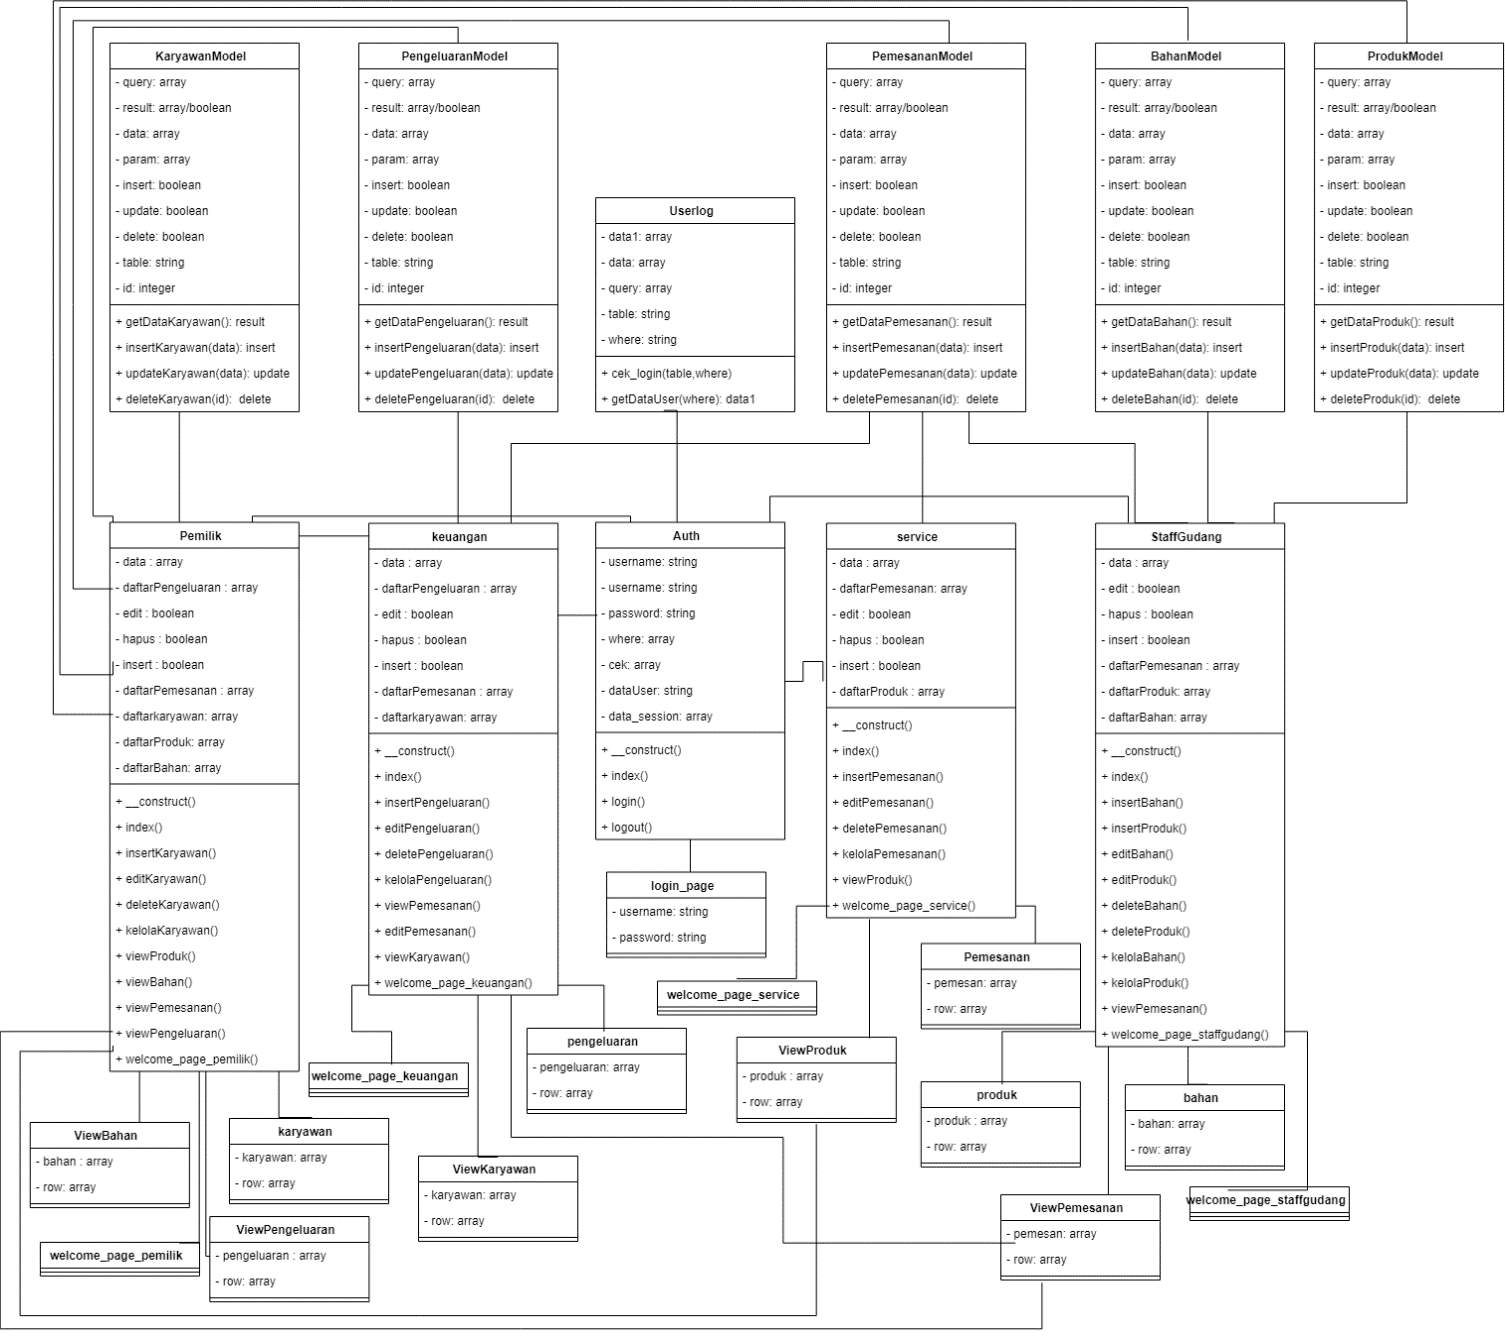 KaryawanModel
- query: array
- result: array/boolean
- data: array
- param: array
- insert: boolean
- update: boolean
- delete: boolean
- table: string
- id: integer
+ getDataKaryawan(): result
+ insertKaryawan(data): insert
+ updateKaryawan(data): update
+ deleteKaryawan(id): delete
PengeluaranModel
- query: array
- result: array/boolean
- data: array
- param: array
- insert: boolean
- update: boolean
- delete: boolean
- table: string
- id: integer
+ getDataPengeluaran(): result
+ insertPengeluaran(data): insert
+ updatePengeluaran(data): update
+ deletePengeluaran(id): delete
Userlog
- data1: array
- data: array
- query: array
- table: string
- where: string
+ cek_login(table,where)
+ getDataUser(where): data1
PemesananModel
- query: array
- result: array/boolean
- data: array
- param: array
- insert: boolean
- update: boolean
- delete: boolean
- table: string
- id: integer
+ getDataPemesanan(): result
+ insertPemesanan(data): insert
+ updatePemesanan(data): update
+ deletePemesanan(id): delete
BahanModel
- query: array
- result: array/boolean
- data: array
- param: array
- insert: boolean
- update: boolean
- delete: boolean
- table: string
- id: integer
+ getDataBahan(): result
+ insertBahan(data): insert
+ updateBahan(data): update
+ deleteBahan(id): delete
ProdukModel
- query: array
- result: array/boolean
- data: array
- param: array
- insert: boolean
- update: boolean
- delete: boolean
- table: string
- id: integer
+ getDataProduk(): result
+ insertProduk(data): insert
+ updateProduk(data): update
+ deleteProduk(id): delete
Pemilik
- data : array
- daftarPengeluaran : array
- edit : boolean
- hapus : boolean
- insert : boolean
- daftarPemesanan : array
- daftarkaryawan: array
- daftarProduk: array
- daftarBahan: array
+ __construct()
+ index()
+ insertKaryawan()
+ editKaryawan()
+ deleteKaryawan()
+ kelolaKaryawan()
+ viewProduk()
+ viewBahan()
+ viewPemesanan()
+ viewPengeluaran()
+ welcome_page_pemilik()
keuangan
- data : array
- daftarPengeluaran : array
- edit : boolean
- hapus : boolean
- insert : boolean
- daftarPemesanan : array
- daftarkaryawan: array
+ __construct()
+ index()
+ insertPengeluaran()
+ editPengeluaran()
+ deletePengeluaran()
+ kelolaPengeluaran()
+ viewPemesanan()
+ editPemesanan()
+ viewKaryawan()
+ welcome_page_keuangan()
Auth
- username: string
- username: string
- password: string
- where: array
- cek: array
- dataUser: string
- data_session: array
+ __construct()
+ index()
+ login()
+ logout()
service
- data : array
- daftarPemesanan: array
- edit : boolean
- hapus : boolean
- insert : boolean
- daftarProduk : array
+ __construct()
+ index()
+ insertPemesanan()
+ editPemesanan()
+ deletePemesanan()
+ kelolaPemesanan()
+ viewProduk()
+ welcome_page_service()
StaffGudang
- data : array
- edit : boolean
- hapus : boolean
- insert : boolean
- daftarPemesanan : array
- daftarProduk: array
- daftarBahan: array
+ __construct()
+ index()
+ insertBahan()
+ insertProduk()
+ editBahan()
+ editProduk()
+ deleteBahan()
+ deleteProduk()
+ kelolaBahan()
+ kelolaProduk()
+ viewPemesanan()
+ welcome_page_staffgudang()
login_page
- username: string
- password: string
welcome_page_service
Pemesanan
- pemesan: array
- row: array
welcome_page_keuangan
pengeluaran
- pengeluaran: array
- row: array
ViewProduk
- produk : array
- row: array
produk
- produk : array
- row: array
bahan
- bahan: array
- row: array
ViewBahan
- bahan : array
- row: array
karyawan
- karyawan: array
- row: array
ViewKaryawan
- karyawan: array
- row: array
welcome_page_staffgudang
ViewPemesanan
- pemesan: array
- row: array
ViewPengeluaran
- pengeluaran : array
- row: array
welcome_page_pemilik